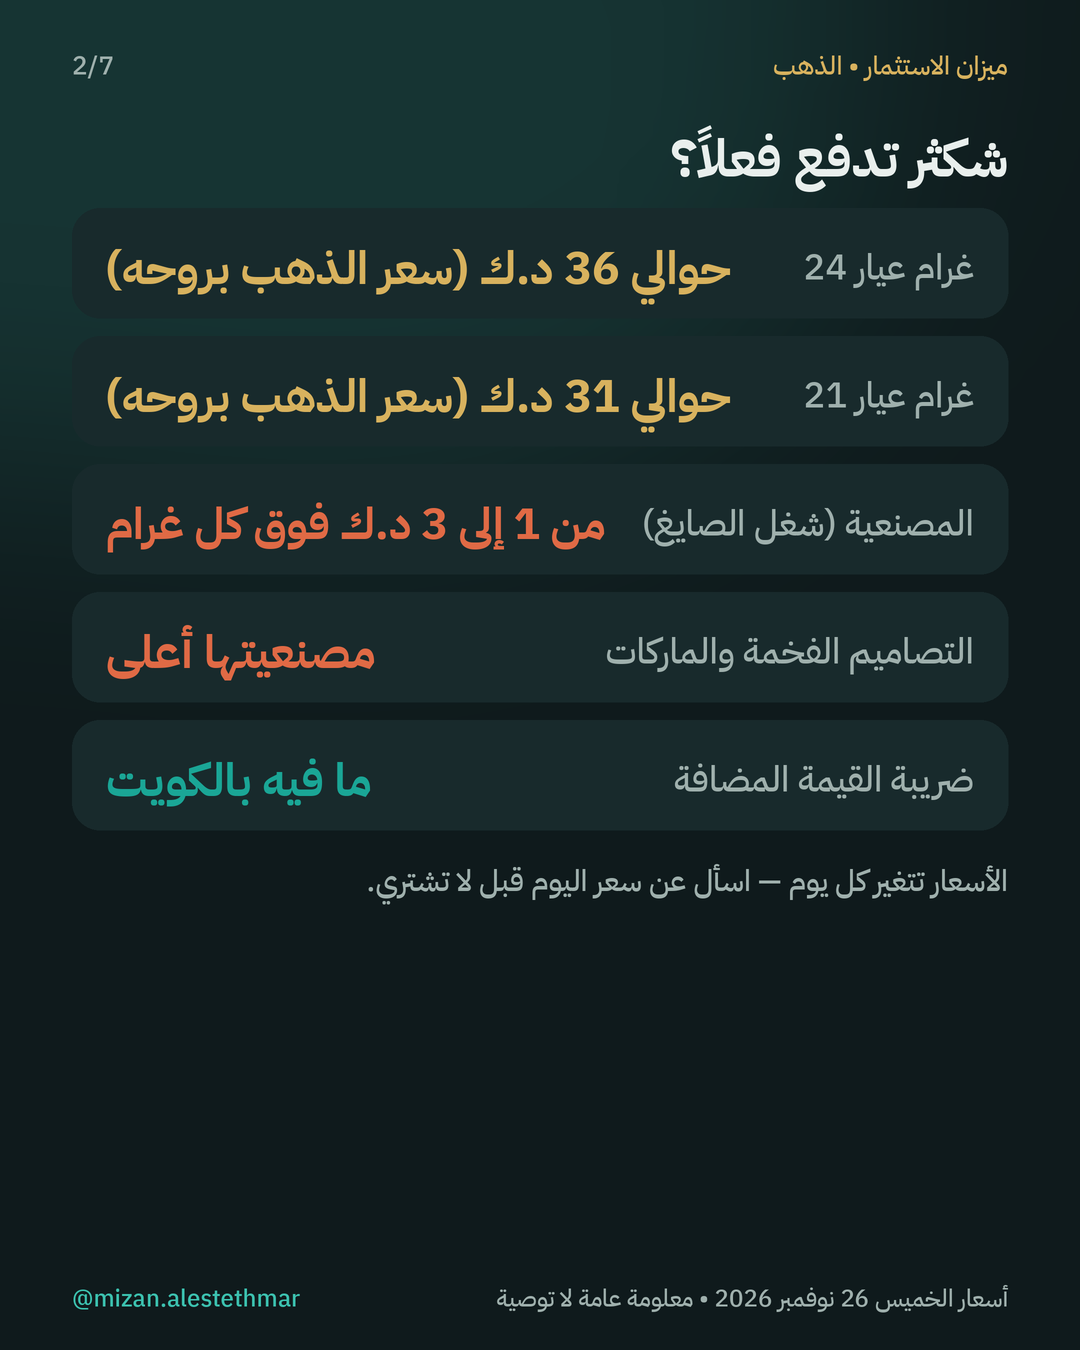 ميزان الاستثمار • الذهب
2/7
شكثر تدفع فعلاً؟
غرام عيار 24
حوالي 36 د.ك (سعر الذهب بروحه)
غرام عيار 21
حوالي 31 د.ك (سعر الذهب بروحه)
المصنعية (شغل الصايغ)
من 1 إلى 3 د.ك فوق كل غرام
التصاميم الفخمة والماركات
مصنعيتها أعلى
ضريبة القيمة المضافة
ما فيه بالكويت
الأسعار تتغير كل يوم — اسأل عن سعر اليوم قبل لا تشتري.
أسعار الخميس 26 نوفمبر 2026 • معلومة عامة لا توصية
@mizan.alestethmar